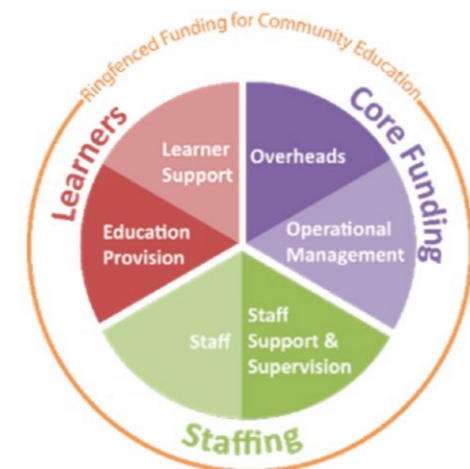 Ringfenced Funding for Community Education
Learners
Core Funding
Learner
Support
Overheads
Education
Provision
Operational
Management
Staff
Staff
Support &
Supervision
Staffing